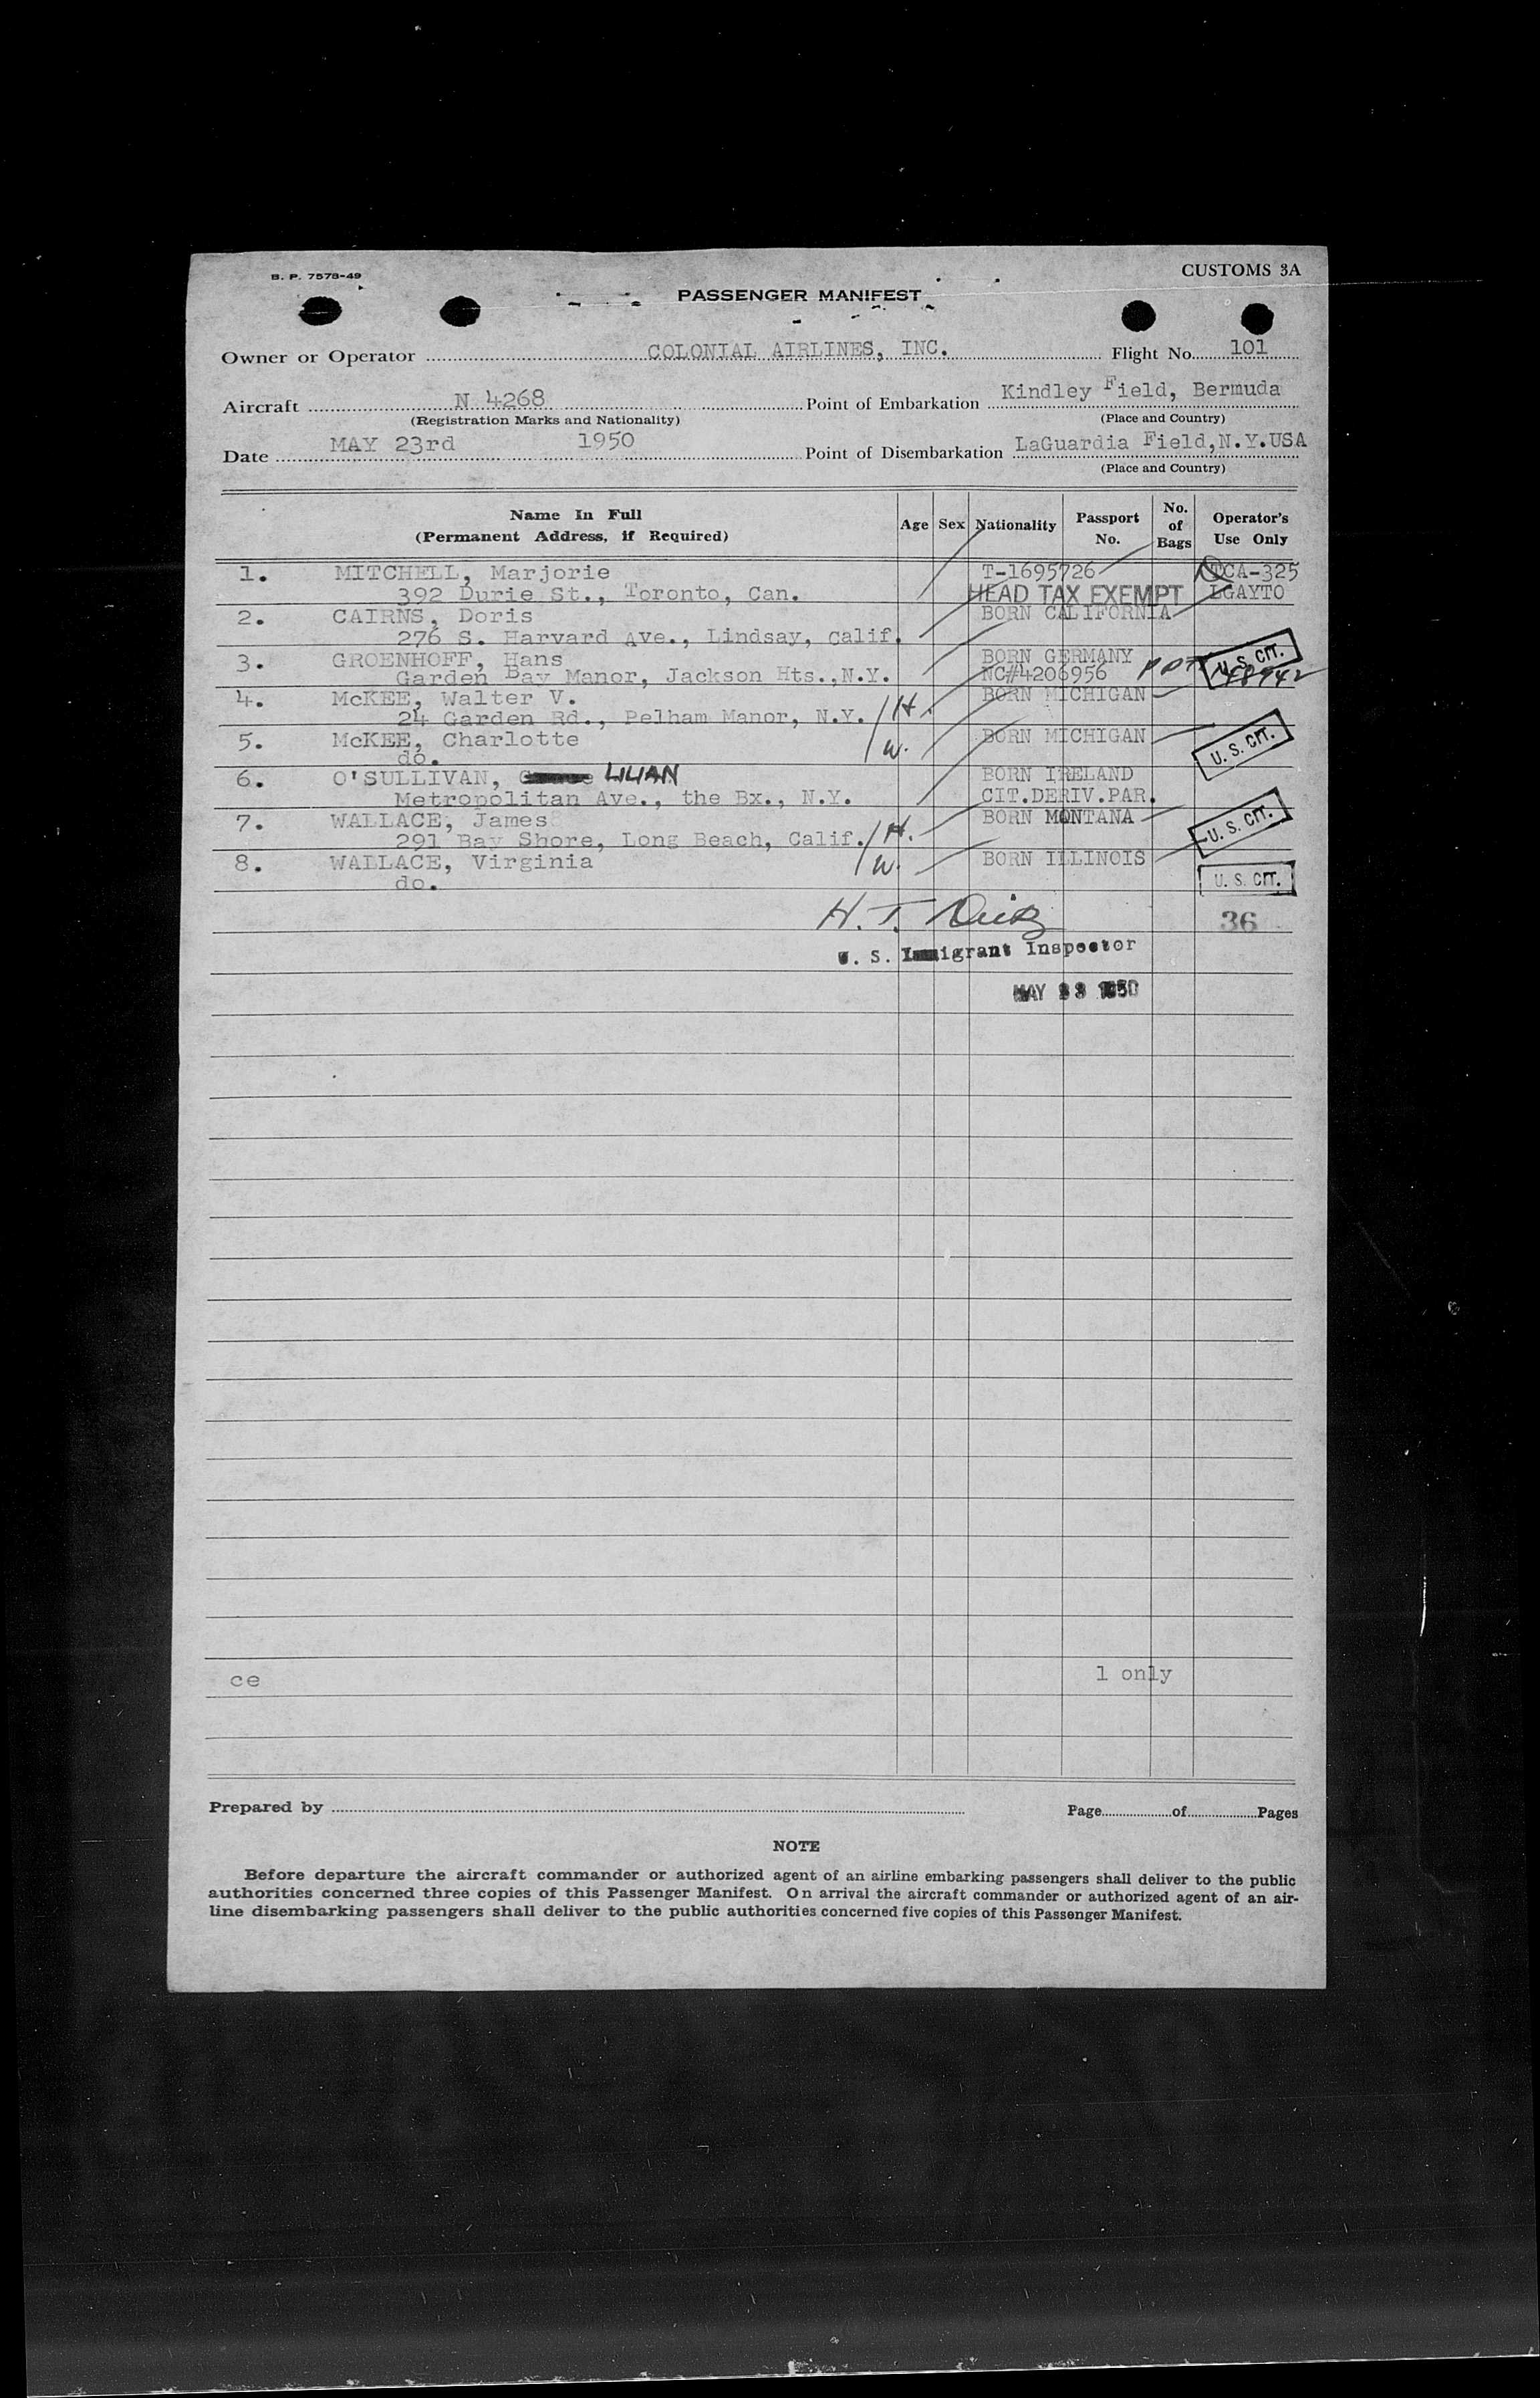 B. P. 7578-49
CUSTOMS 3A
PASSENGER MANIFEST
Owner or Operator COLONIAL AIRLINES, INC. Flight No. 101
Aircraft N 4268 Point of Embarkation Kindley Field, Bermuda
(Registration Marks and Nationality) (Place and Country)
Date MAY 23rd 1950 Point of Disembarkation LaGuardia Field,N.Y.USA
(Place and Country)
Name In Full
(Permanent Address, if Required)
Age Sex Nationality
Passport
No.
No.
of
Bags
Operator's
Use Only
1. MITCHELL, Marjorie T-1695726 TCA-325
392 Durie St., Toronto, Can. HEAD TAX EXEMPT LGAYTO
2. CAIRNS, Doris BORN CALIFORNIA
276 S. Harvard Ave., Lindsay, Calif.
3. GROENHOFF, Hans BORN GERMANY U. S. CIT.
Garden Bay Manor, Jackson Hts.,N.Y. NC#4206956
4. McKEE, Walter V. BORN MICHIGAN
24 Garden Rd., Pelham Manor, N.Y. H.
5. McKEE, Charlotte BORN MICHIGAN U. S. CIT.
do. W.
6. O'SULLIVAN, LILIAN BORN IRELAND
Metropolitan Ave., the Bx., N.Y. CIT.DERIV.PAR.
7. WALLACE, James BORN MONTANA U. S. CIT.
291 Bay Shore, Long Beach, Calif. H.
8. WALLACE, Virginia BORN ILLINOIS
do. W. U. S. CIT.
H. T. 36
U. S. Immigrant Inspector
MAY 23 1950
ce 1 only
Prepared by Page of Pages
NOTE
Before departure the aircraft commander or authorized agent of an airline embarking passengers shall deliver to the public
authorities concerned three copies of this Passenger Manifest. On arrival the aircraft commander or authorized agent of an air-
line disembarking passengers shall deliver to the public authorities concerned five copies of this Passenger Manifest.